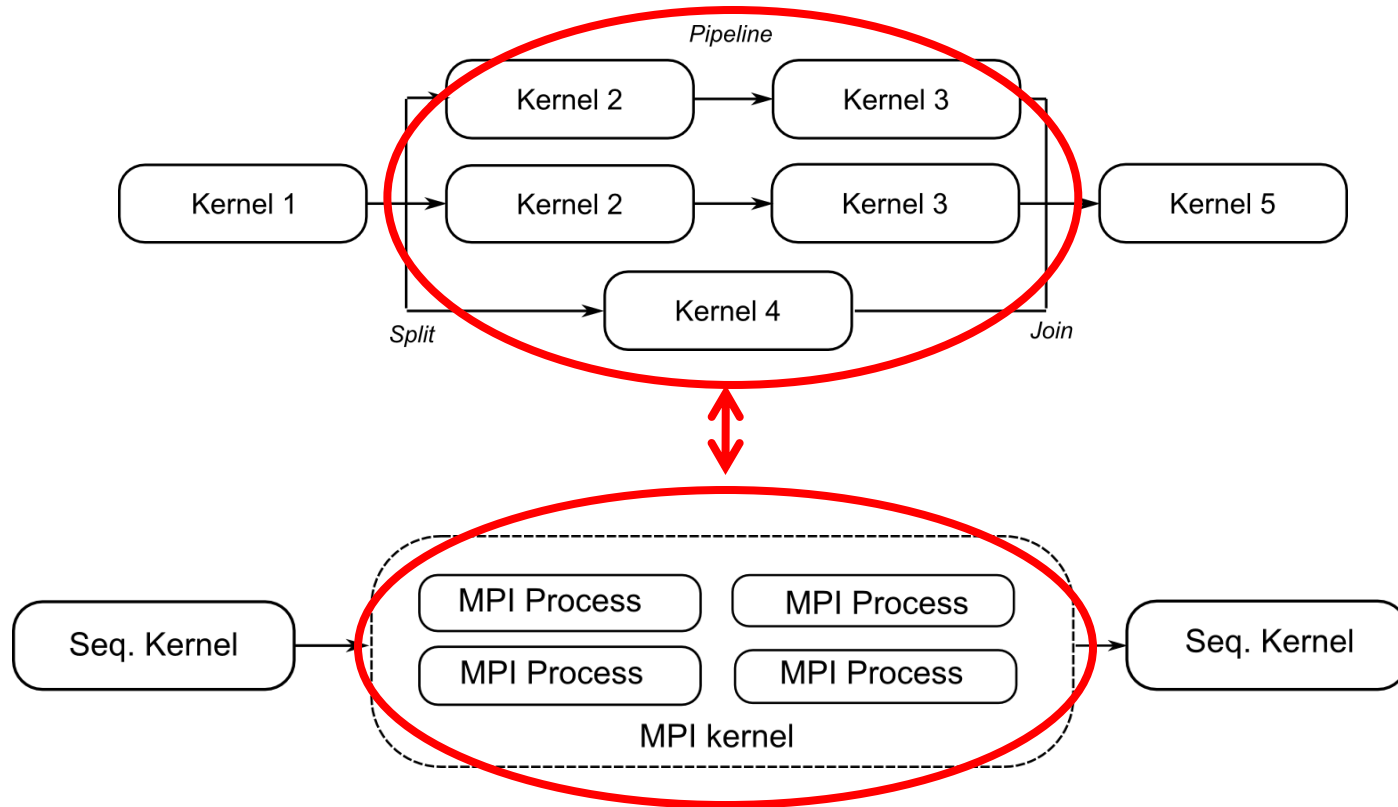 Pipeline
Kernel 2
Kernel 3
Kernel 1
Kernel 2
Kernel 3
Kernel 5
Kernel 4
Split
Join
MPI Process
MPI Process
Seq. Kernel
Seq. Kernel
MPI Process
MPI Process
MPI kernel